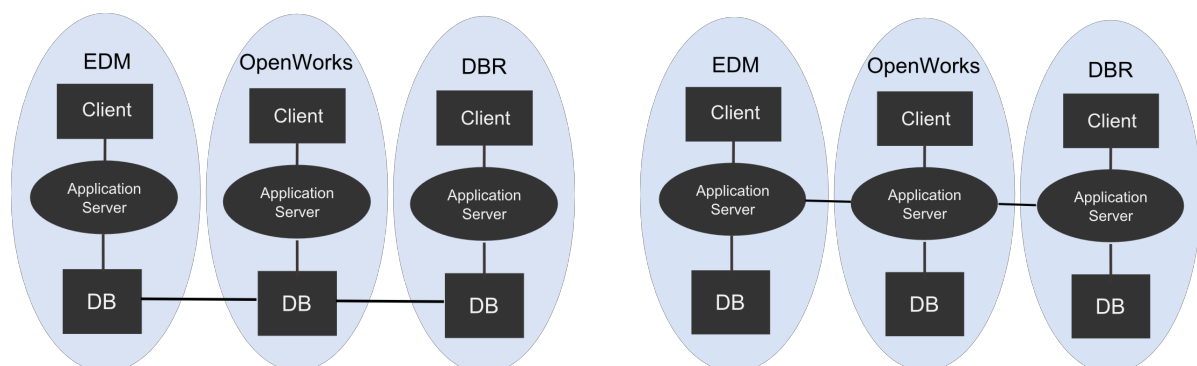 EDM
Client
Application
Server
DB
OpenWorks
Client
Application
Server
DB
DBR
Client
Application
Server
DB
EDM
Client
Application
Server
DB
OpenWorks
Client
Application
Server
DB
DBR
Client
Application
Server
DB